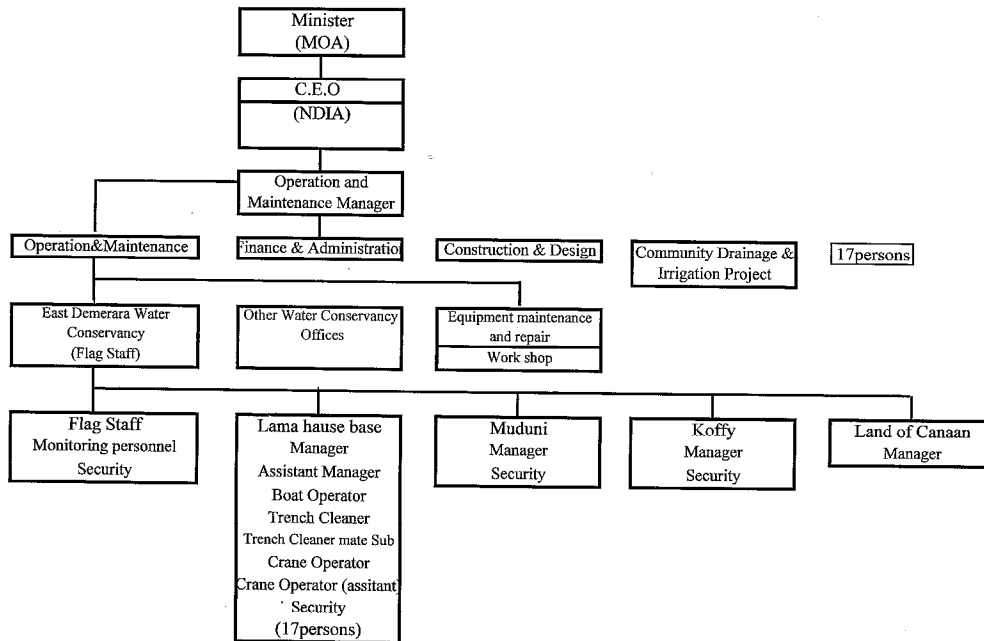 Minister
(MOA)
C.E.O
(NDIA)
Operation and
Maintenance Manager
Operation&Maintenance
Finance & Administration
Construction & Design
Community Drainage &
Irrigation Project
17persons
East Demerara Water
Conservancy
(Flag Staff)
Other Water Conservancy
Offices
Equipment maintenance
and repair
Work shop
Flag Staff
Monitoring personnel
Security
Lama hause base
Manager
Assistant Manager
Boat Operator
Trench Cleaner
Trench Cleaner mate Sub
Crane Operator
Crane Operator (assitant)
Security
(17persons)
Muduni
Manager
Security
Koffy
Manager
Security
Land of Canaan
Manager